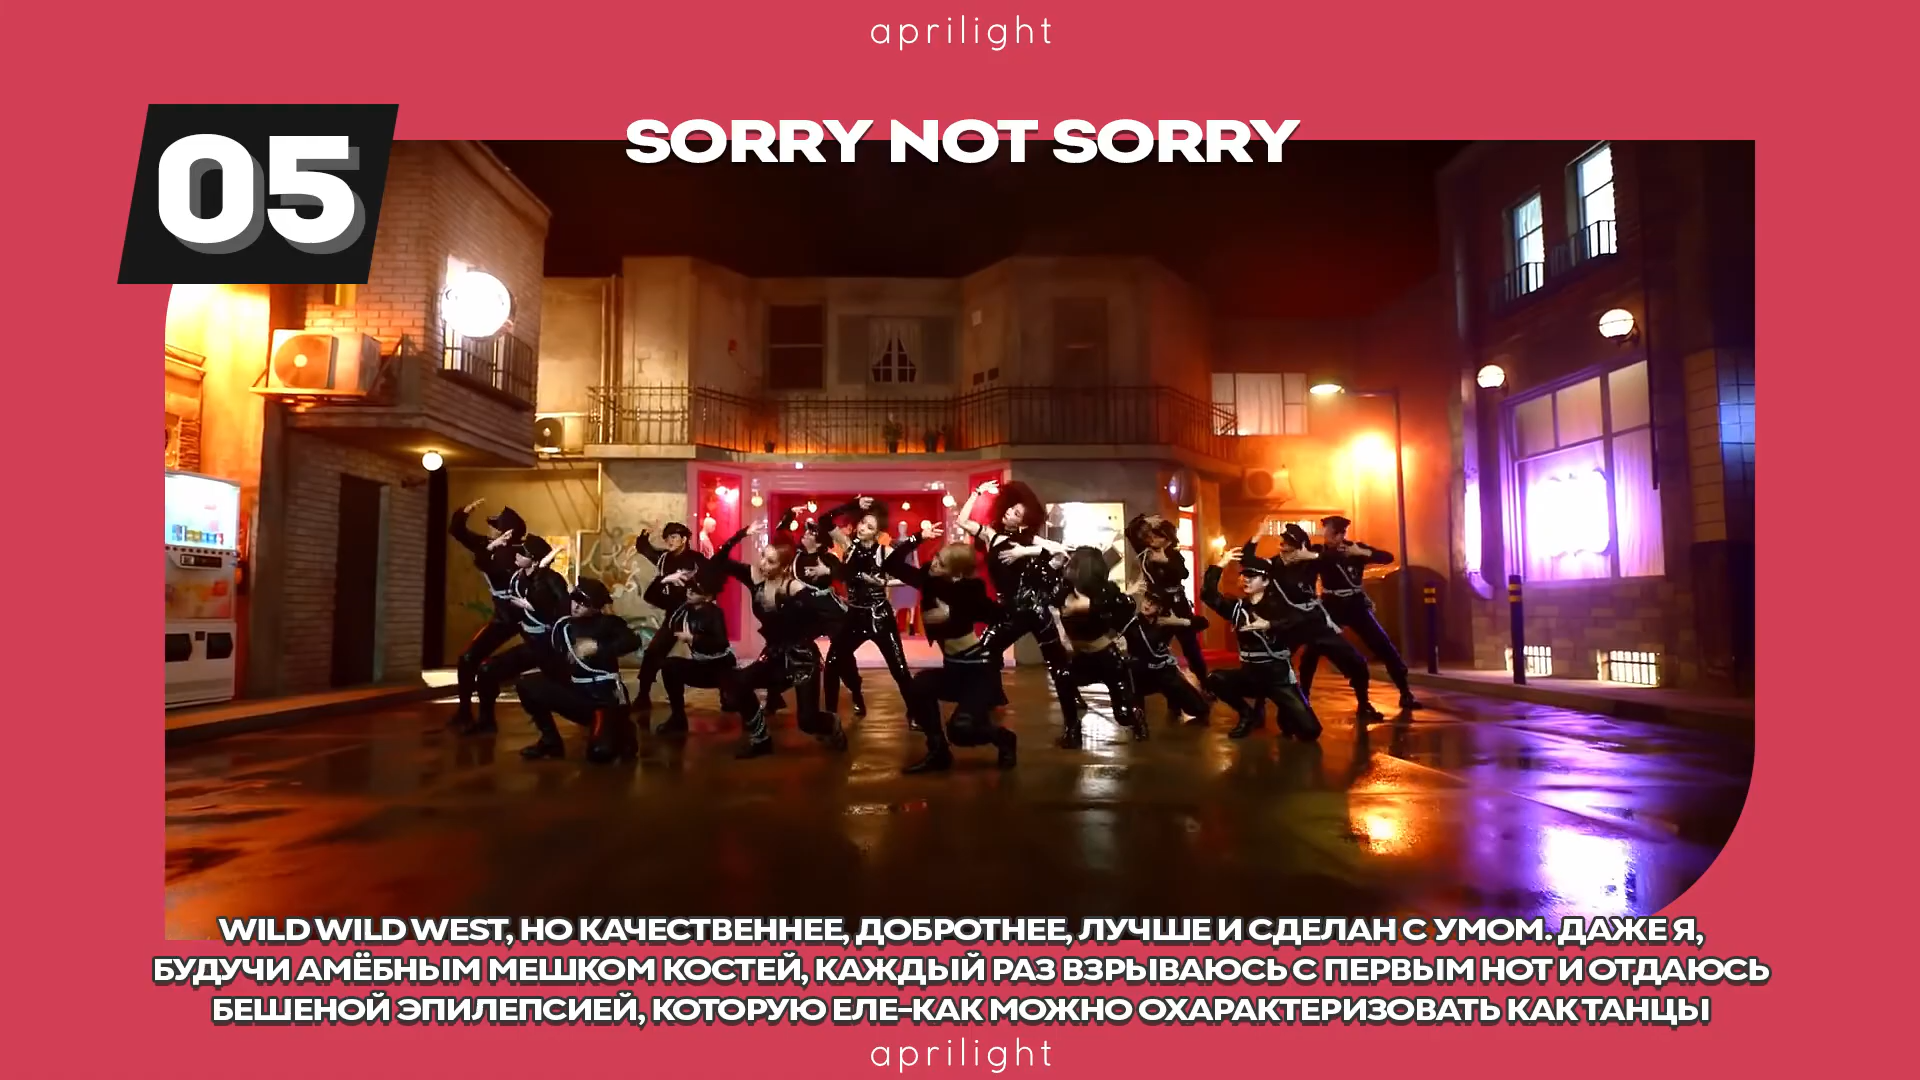 aprilight
05
SORRY NOT SORRY
WILD WILD WEST, НО КАЧЕСТВЕННЕЕ, ДОБРОТНЕЕ, ЛУЧШЕ И СДЕЛАН С УМОМ. ДАЖЕ Я,
БУДУЧИ АМЁБНЫМ МЕШКОМ КОСТЕЙ, КАЖДЫЙ РАЗ ВЗРЫВАЮСЬ С ПЕРВЫМ НОТ И ОТДАЮСЬ
БЕШЕНОЙ ЭПИЛЕПСИЕЙ, КОТОРУЮ ЕЛЕ-КАК МОЖНО ОХАРАКТЕРИЗОВАТЬ КАК ТАНЦЫ
aprilight